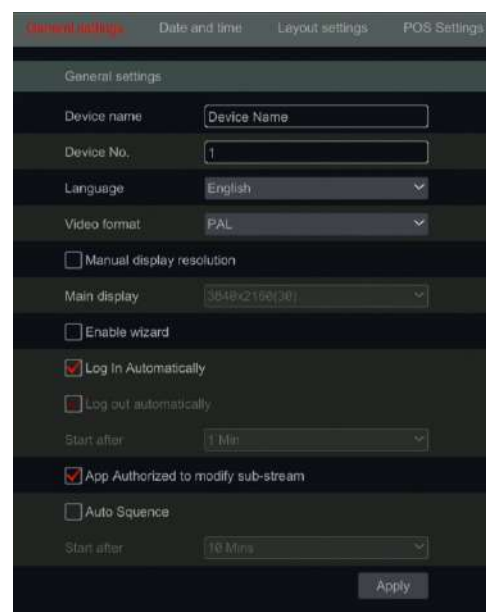 General settings Date and time Layout settings POS Settings
General settings
Device name Device Name
Device No. 1
Language English
Video format PAL
Manual display resolution
Main display 3840x2160(30)
Enable wizard
Log In Automatically
Log out automatically
Start after 1 Min
App Authorized to modify sub-stream
Auto Squence
Start after 10 Mins
Apply